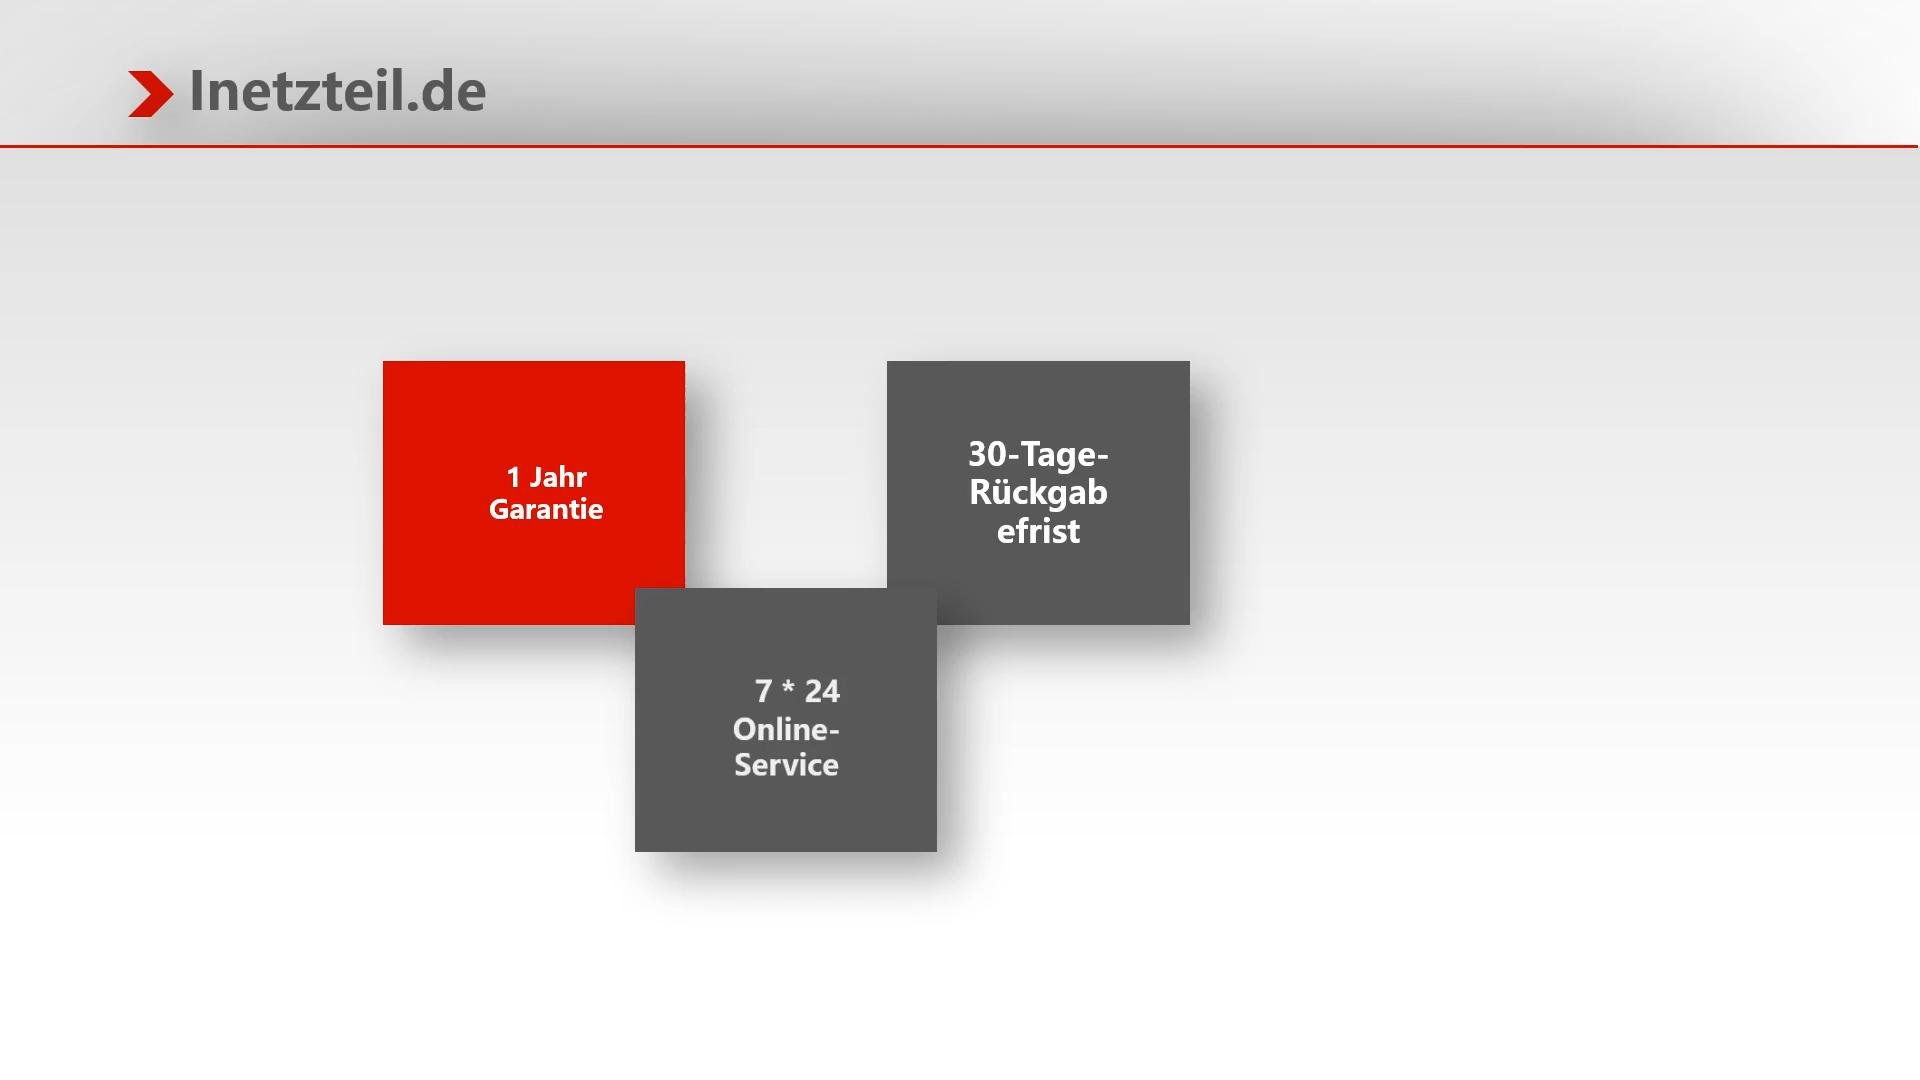 Inetzteil.de
1 Jahr
Garantie
30-Tage-
Rückgab
efrist
7 * 24
Online-
Service